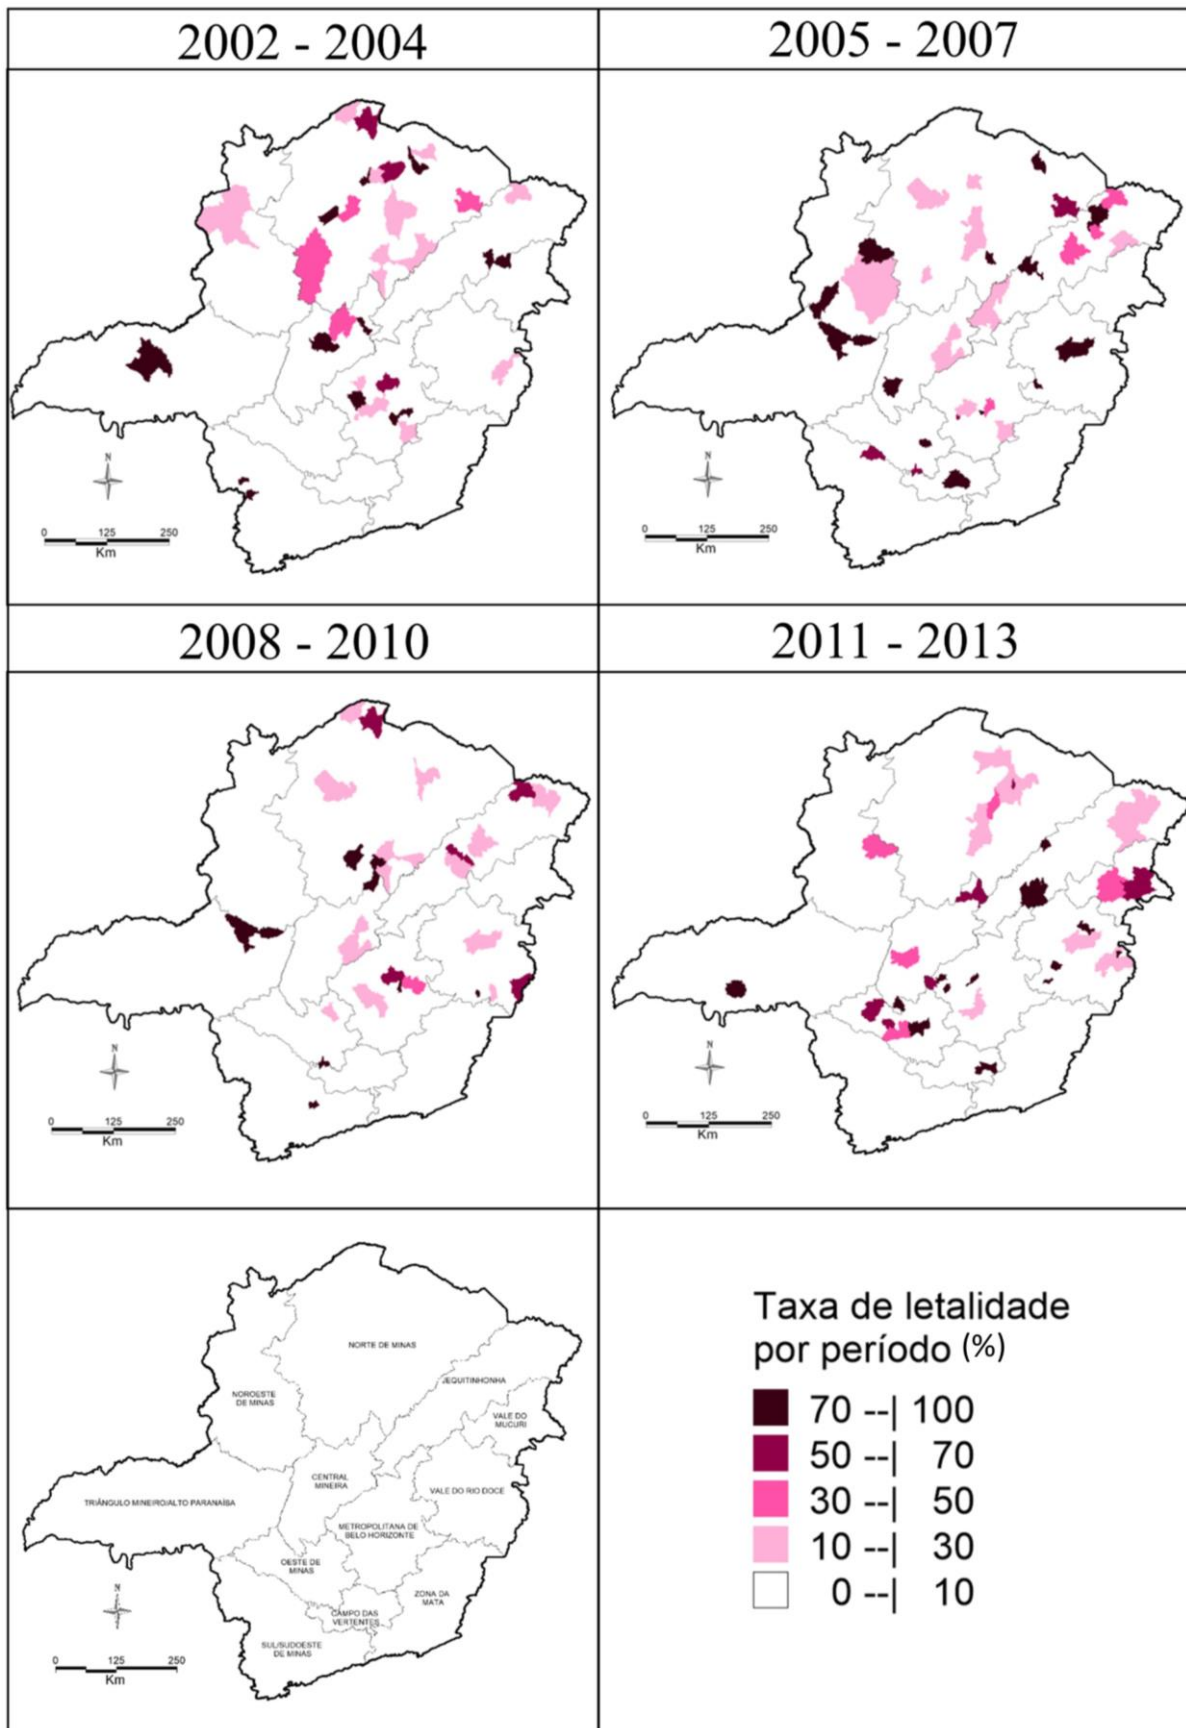 2002 - 2004
2005 - 2007
N
0 125 250
Km
N
0 125 250
Km
2008 - 2010
2011 - 2013
N
0 125 250
Km
N
0 125 250
Km
NORTE DE MINAS
JEQUITINHONHA
NOROESTE
DE MINAS
VALE DO
MUCURI
CENTRAL
MINEIRA
VALE DO RIO DOCE
TRIÂNGULO MINEIRO/ALTO PARANAÍBA
METROPOLITANA DE
BELO HORIZONTE
OESTE DE
MINAS
ZONA DA
MATA
CAMPO DAS
VERTENTES
SUL/SUDOESTE
DE MINAS
N
0 125 250
Km
Taxa de letalidade
por período (%)
70 --| 100
50 --| 70
30 --| 50
10 --| 30
0 --| 10